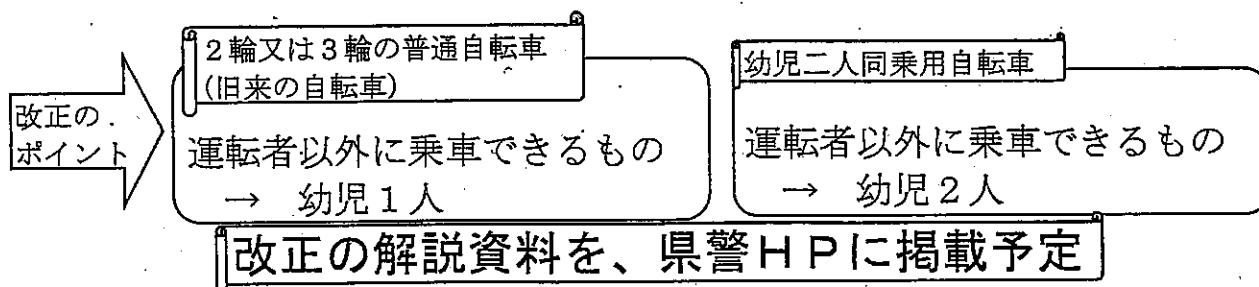 改正の
ポイント
2輪又は3輪の普通自転車
(旧来の自転車)
運転者以外に乗車できるもの
→ 幼児1人
幼児二人同乗用自転車
運転者以外に乗車できるもの
→ 幼児2人
改正の解説資料を、県警HPに掲載予定